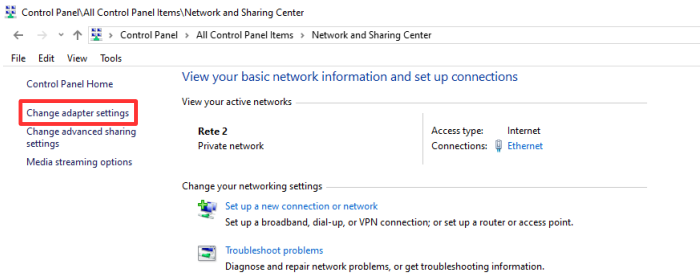 Control Panel\All Control Panel Items\Network and Sharing Center
Control Panel > All Control Panel Items > Network and Sharing Center
File Edit View Tools
Control Panel Home
Change adapter settings
Change advanced sharing
settings
Media streaming options
View your basic network information and set up connections
View your active networks
Rete 2
Private network
Access type: Internet
Connections: Ethernet
Change your networking settings
Set up a new connection or network
Set up a broadband, dial-up, or VPN connection; or set up a router or access point.
Troubleshoot problems
Diagnose and repair network problems, or get troubleshooting information.